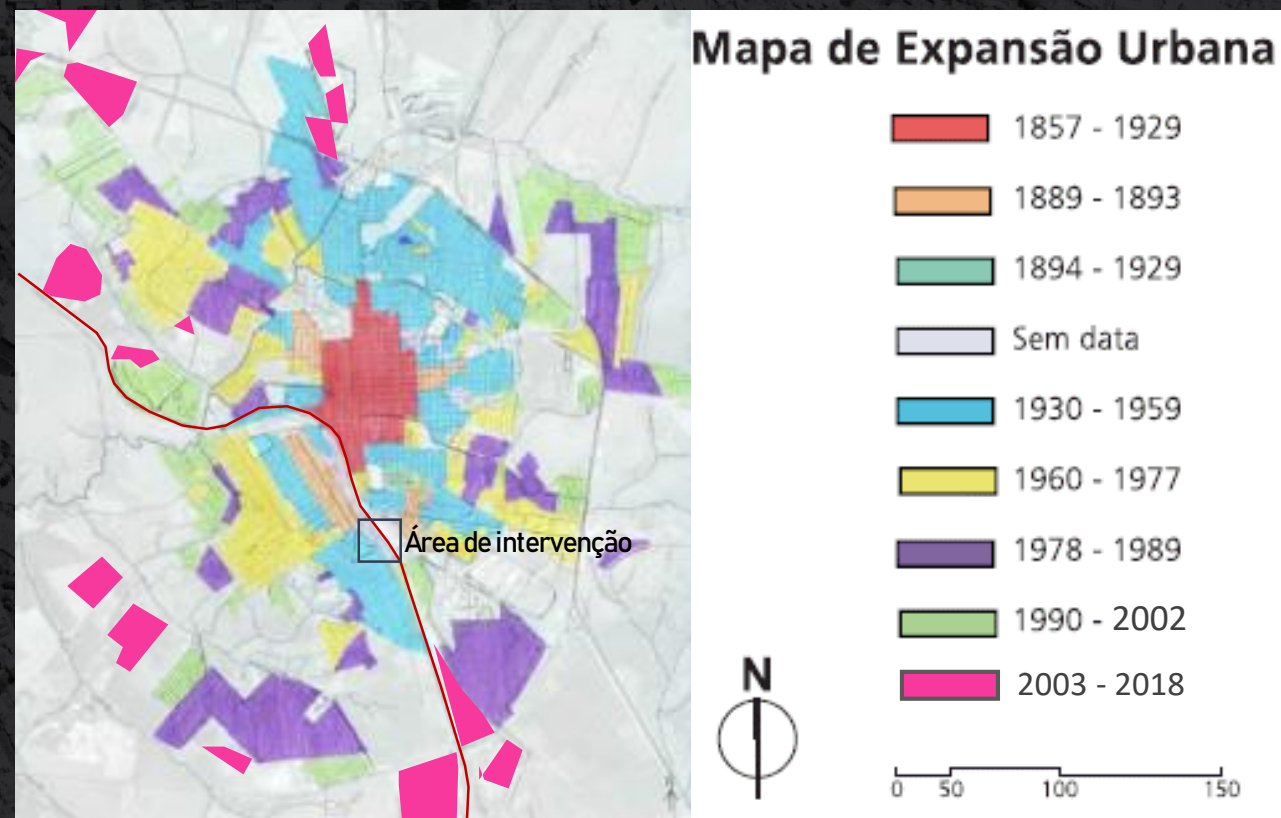 Mapa de Expansão Urbana
1857 - 1929
1889 - 1893
1894 - 1929
Sem data
1930 - 1959
1960 - 1977
1978 - 1989
1990 - 2002
2003 - 2018
Área de intervenção
N
0 50 100 150